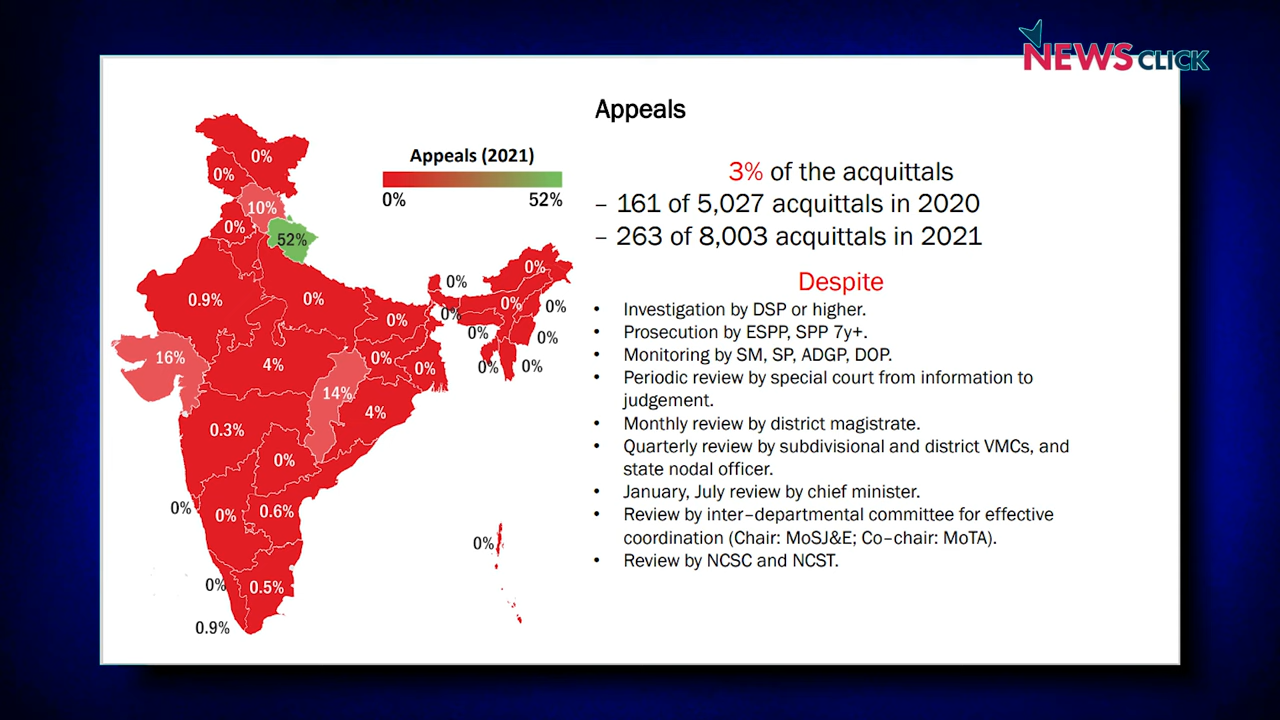 NEWSCLICK
Appeals
3% of the acquittals
– 161 of 5,027 acquittals in 2020
– 263 of 8,003 acquittals in 2021
Despite
• Investigation by DSP or higher.
• Prosecution by ESPP, SPP 7y+.
• Monitoring by SM, SP, ADGP, DOP.
• Periodic review by special court from information to
judgement.
• Monthly review by district magistrate.
• Quarterly review by subdivisional and district VMCs, and
state nodal officer.
• January, July review by chief minister.
• Review by inter–departmental committee for effective
coordination (Chair: MoSJ&E; Co–chair: MoTA).
• Review by NCSC and NCST.
Appeals (2021)
0% 52%
0%
0%
10%
0%
52%
0%
0%
0.9%
0%
0%
0%
0%
0%
0%
0%
0%
0%
0%
16%
4%
0%
0%
14%
4%
0.3%
0%
0%
0%
0.6%
0%
0%
0.5%
0.9%